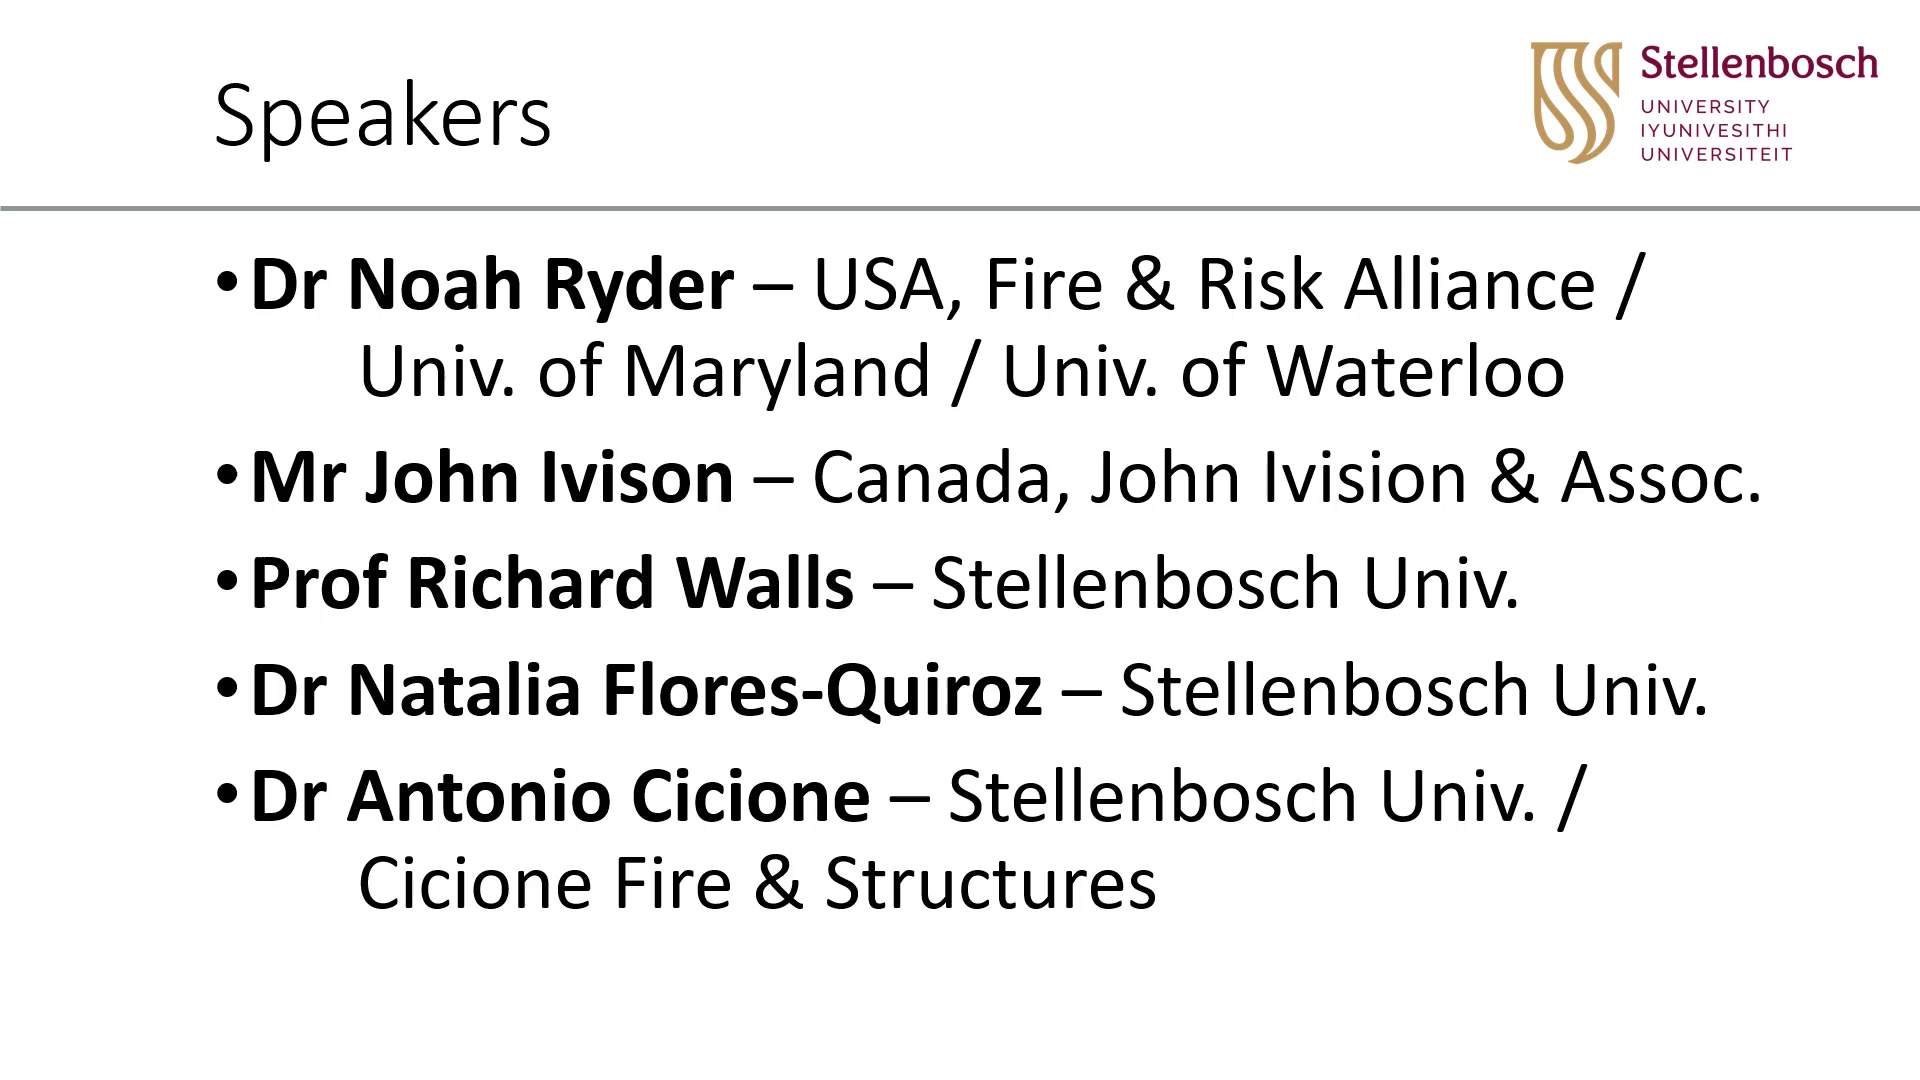 Speakers
Stellenbosch
UNIVERSITY
IYUNIVESITHI
UNIVERSITEIT
•Dr Noah Ryder – USA, Fire & Risk Alliance /
Univ. of Maryland / Univ. of Waterloo
•Mr John Ivison – Canada, John Ivision & Assoc.
•Prof Richard Walls – Stellenbosch Univ.
•Dr Natalia Flores-Quiroz – Stellenbosch Univ.
•Dr Antonio Cicione – Stellenbosch Univ. /
Cicione Fire & Structures